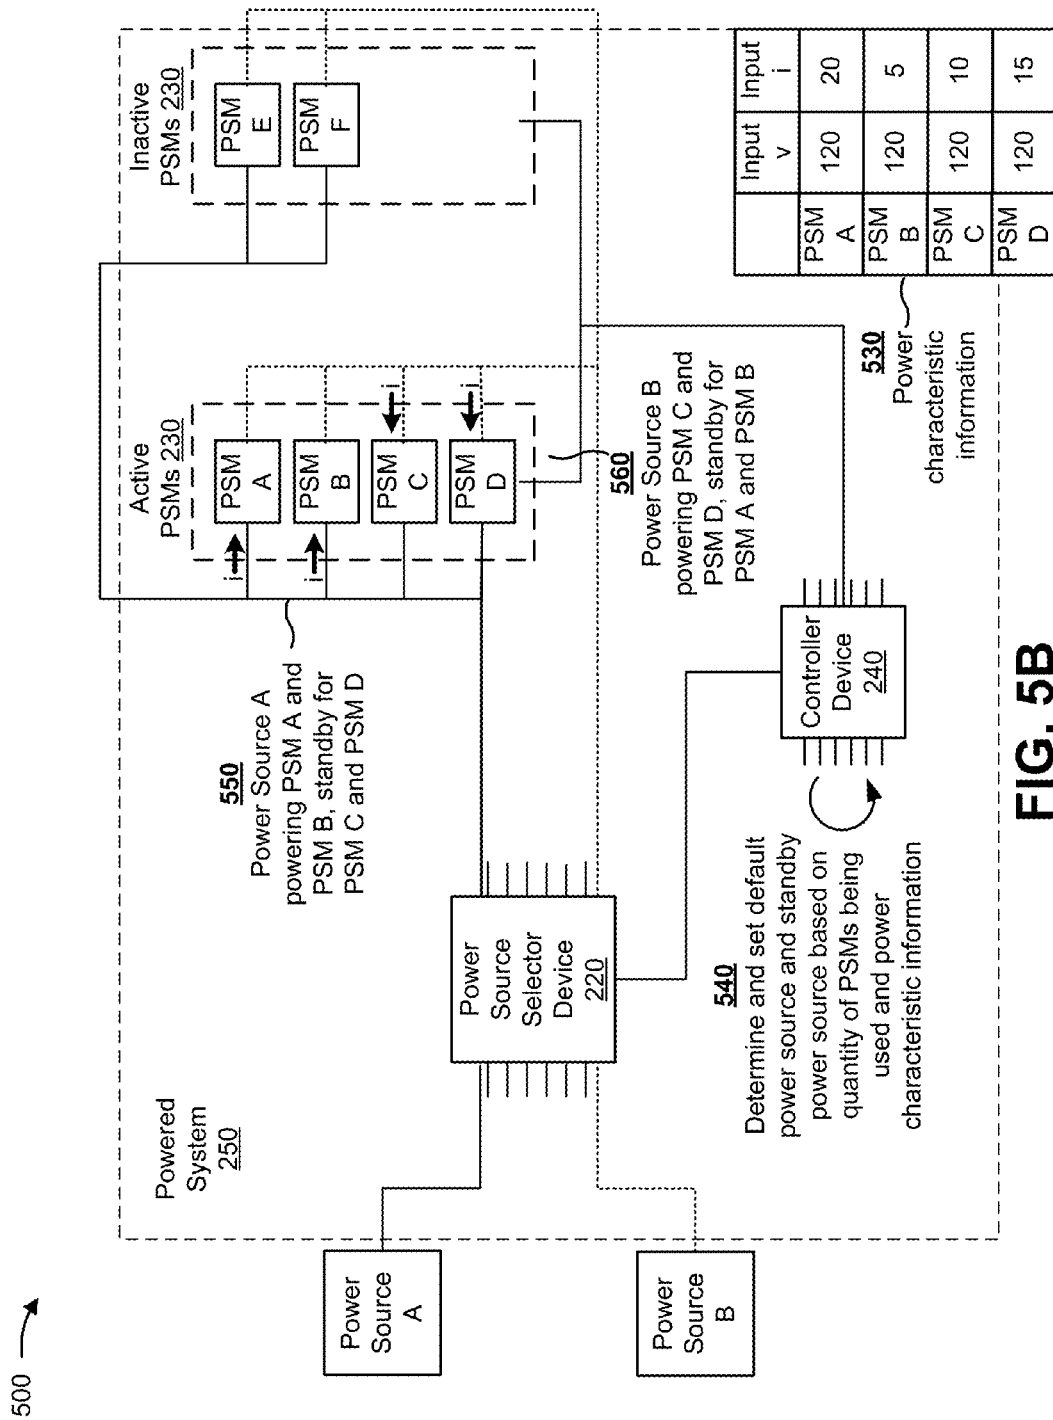 500
Powered
System
250
Power
Source
A
Power
Source
B
Power
Source
Selector
Device
220
550
Power Source A
powering PSM A and
PSM B, standby for
PSM C and PSM D
Active
PSMs 230
PSM
A
PSM
B
PSM
C
PSM
D
i
i
i
i
Inactive
PSMs 230
PSM
E
PSM
F
560
Power Source B
powering PSM C and
PSM D, standby for
PSM A and PSM B
540
Determine and set default
power source and standby
power source based on
quantity of PSMs being
used and power
characteristic information
Controller
Device
240
530
Power
characteristic
information
Input v Input i
PSM A 120 20
PSM B 120 5
PSM C 120 10
PSM D 120 15
FIG. 5B